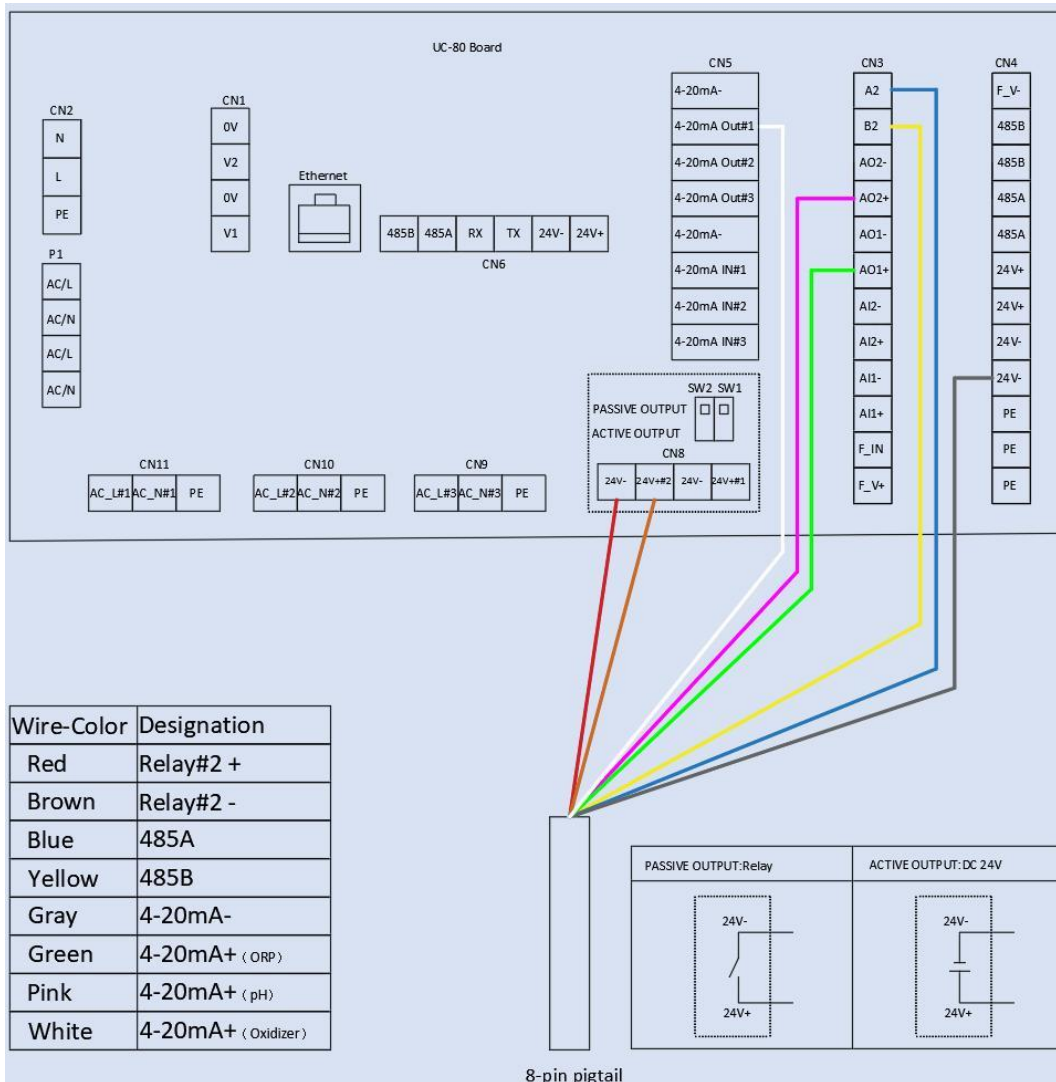 UC-80 Board
CN2
N
L
PE
P1
AC/L
AC/N
AC/L
AC/N
CN1
0V
V2
0V
V1
Ethernet
485B 485A RX TX 24V- 24V+
CN6
CN5
4-20mA-
4-20mA Out#1
4-20mA Out#2
4-20mA Out#3
4-20mA-
4-20mA IN#1
4-20mA IN#2
4-20mA IN#3
CN3
A2
B2
AO2-
AO2+
AO1-
AO1+
AI2-
AI2+
AI1-
AI1+
F_IN
F_V+
CN4
F_V-
485B
485B
485A
485A
24V+
24V+
24V-
24V-
PE
PE
PE
SW2 SW1
PASSIVE OUTPUT
ACTIVE OUTPUT
CN8
24V- 24V+#2 24V- 24V+#1
CN11
AC_L#1 AC_N#1 PE
CN10
AC_L#2 AC_N#2 PE
CN9
AC_L#3 AC_N#3 PE
Wire-Color Designation
Red Relay#2 +
Brown Relay#2 -
Blue 485A
Yellow 485B
Gray 4-20mA-
Green 4-20mA+ (ORP)
Pink 4-20mA+ (pH)
White 4-20mA+ (Oxidizer)
8-pin pigtail
PASSIVE OUTPUT:Relay
24V-
24V+
ACTIVE OUTPUT:DC 24V
24V-
24V+